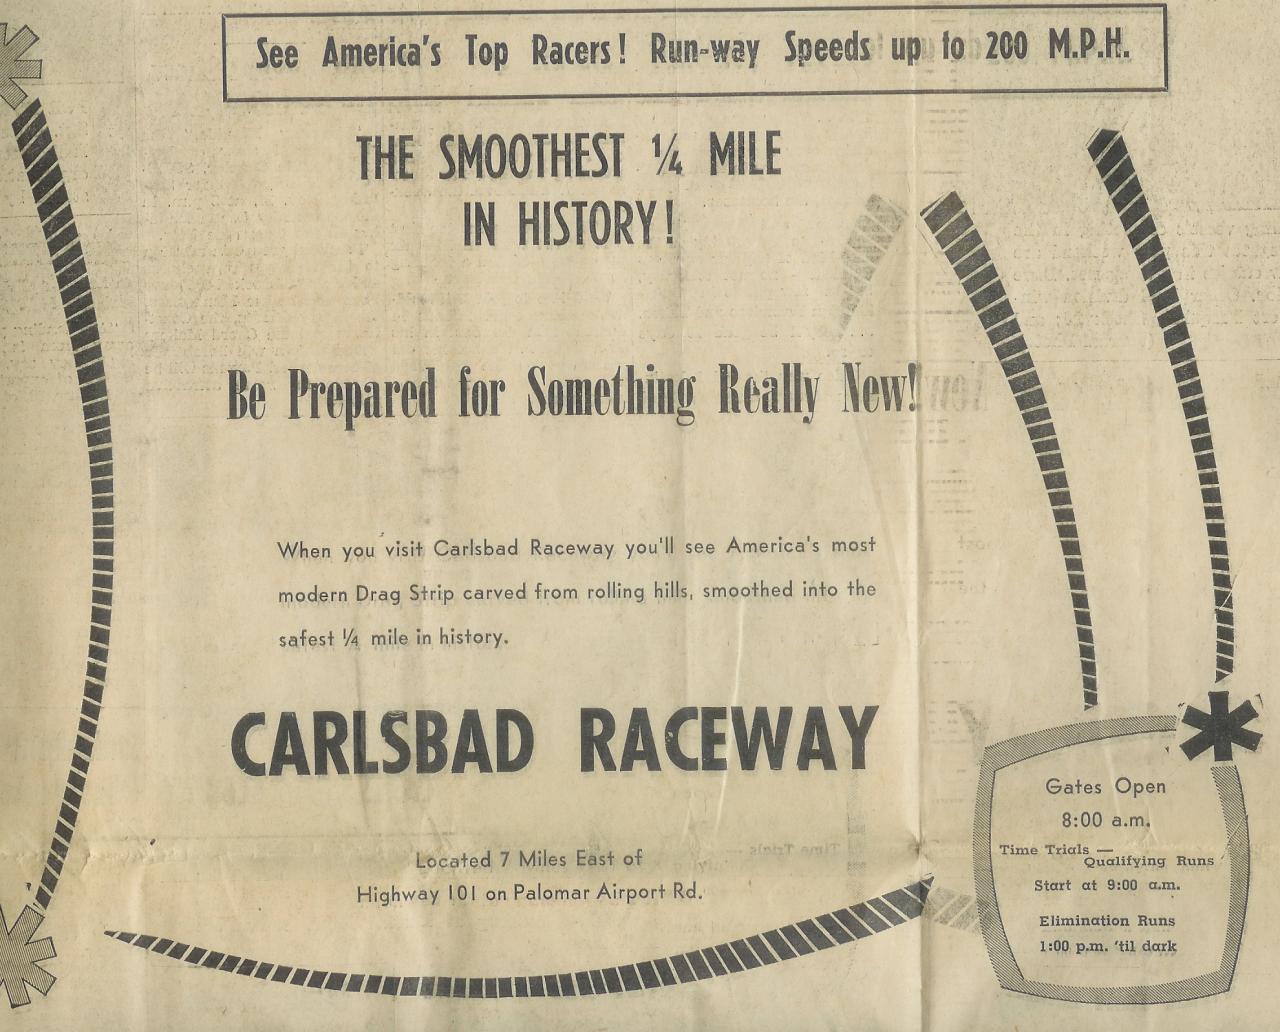 See America's Top Racers! Run-way Speeds up to 200 M.P.H.
THE SMOOTHEST ¼ MILE
IN HISTORY!
Be Prepared for Something Really New!
When you visit Carlsbad Raceway you'll see America's most
modern Drag Strip carved from rolling hills, smoothed into the
safest ¼ mile in history.
CARLSBAD RACEWAY
Located 7 Miles East of
Highway 101 on Palomar Airport Rd.
Gates Open
8:00 a.m.
Time Trials —
Qualifying Runs
Start at 9:00 a.m.
Elimination Runs
1:00 p.m. 'til dark